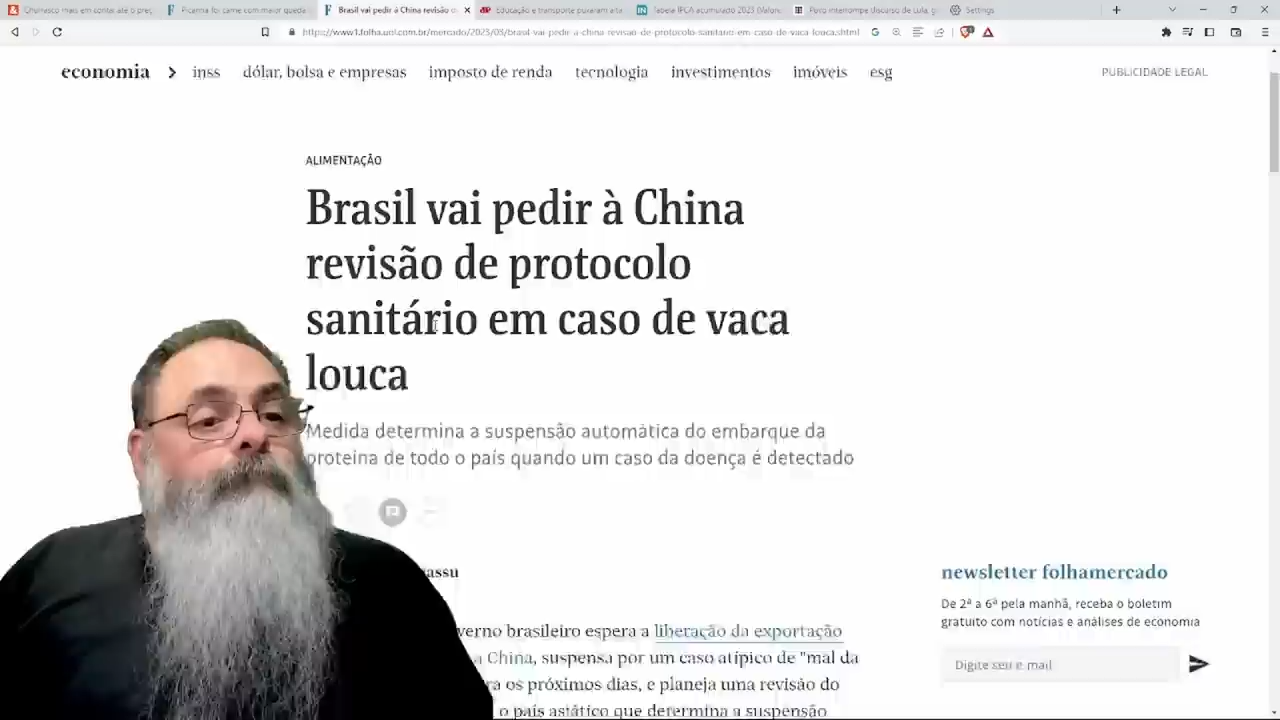 Churrasco mais em conta: até o preç
Picanha foi carne com maior queda
Brasil vai pedir à China revisão d
Educação e transporte puxaram alta
Tabela IPCA acumulado 2023 (Valore
Povo interrompe discurso de Lula, g
Settings
https://www1.folha.uol.com.br/mercado/2023/03/brasil-vai-pedir-a-china-revisao-de-protocolo-sanitario-em-caso-de-vaca-louca.shtml
economia
inss
dólar, bolsa e empresas
imposto de renda
tecnologia
investimentos
imóveis
esg
PUBLICIDADE LEGAL
ALIMENTAÇÃO
Brasil vai pedir à China
revisão de protocolo
sanitário em caso de vaca
louca
Medida determina a suspensão automática do embarque da
proteína de todo o país quando um caso da doença é detectado
assu
verno brasileiro espera a liberação da exportação
a China, suspensa por um caso atípico de "mal da
ra os próximos dias, e planeja uma revisão do
o país asiático que determina a suspensão
newsletter folhamercado
De 2ª a 6ª pela manhã, receba o boletim
gratuito com notícias e análises de economia
Digite seu e-mail